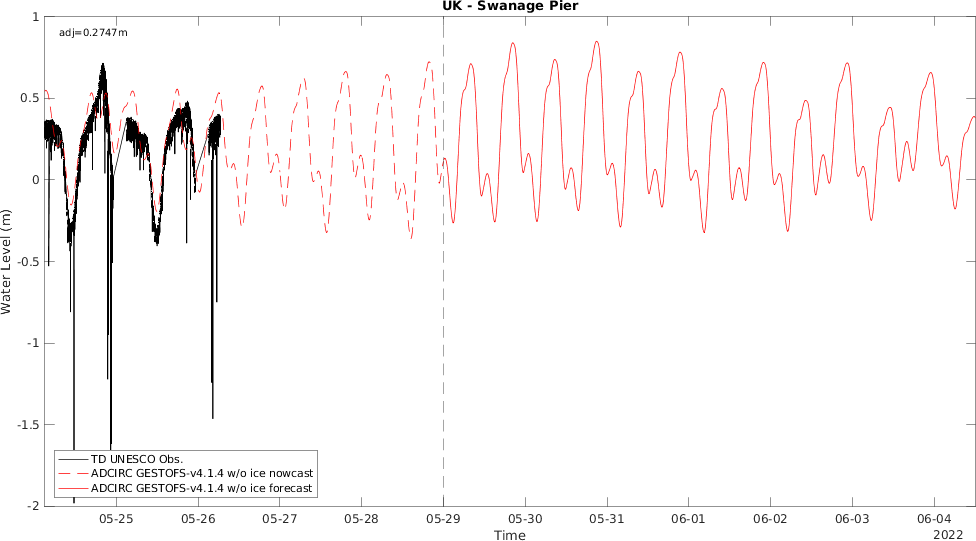 UK - Swanage Pier
adj=0.2747m
Water Level (m)
1
0.5
0
-0.5
-1
-1.5
-2
TD UNESCO Obs.
ADCIRC GESTOFS-v4.1.4 w/o ice nowcast
ADCIRC GESTOFS-v4.1.4 w/o ice forecast
05-25 05-26 05-27 05-28 05-29 05-30 05-31 06-01 06-02 06-03 06-04
Time
2022